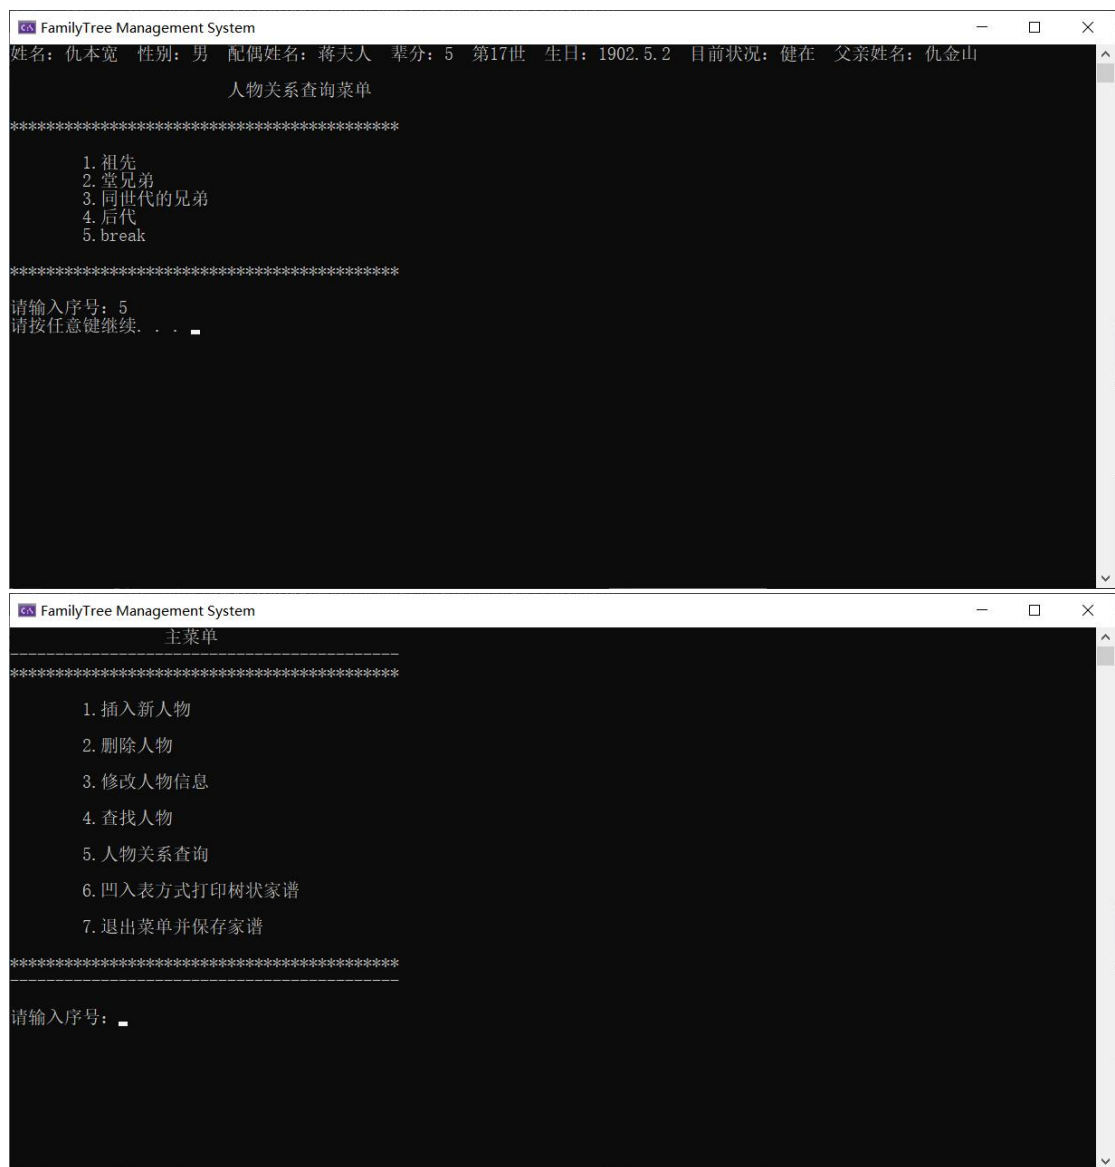 FamilyTree Management System
姓名：仇本宽 性别：男 配偶姓名：蒋夫人 辈分：5 第17世 生日：1902.5.2 目前状况：健在 父亲姓名：仇金山
人物关系查询菜单
*******************************************
1.祖先
2.堂兄弟
3.同世代的兄弟
4.后代
5.break
*******************************************
请输入序号：5
请按任意键继续. . .
FamilyTree Management System
主菜单
-------------------------------------------
*******************************************
1.插入新人物
2.删除人物
3.修改人物信息
4.查找人物
5.人物关系查询
6.凹入表方式打印树状家谱
7.退出菜单并保存家谱
*******************************************
-------------------------------------------
请输入序号：